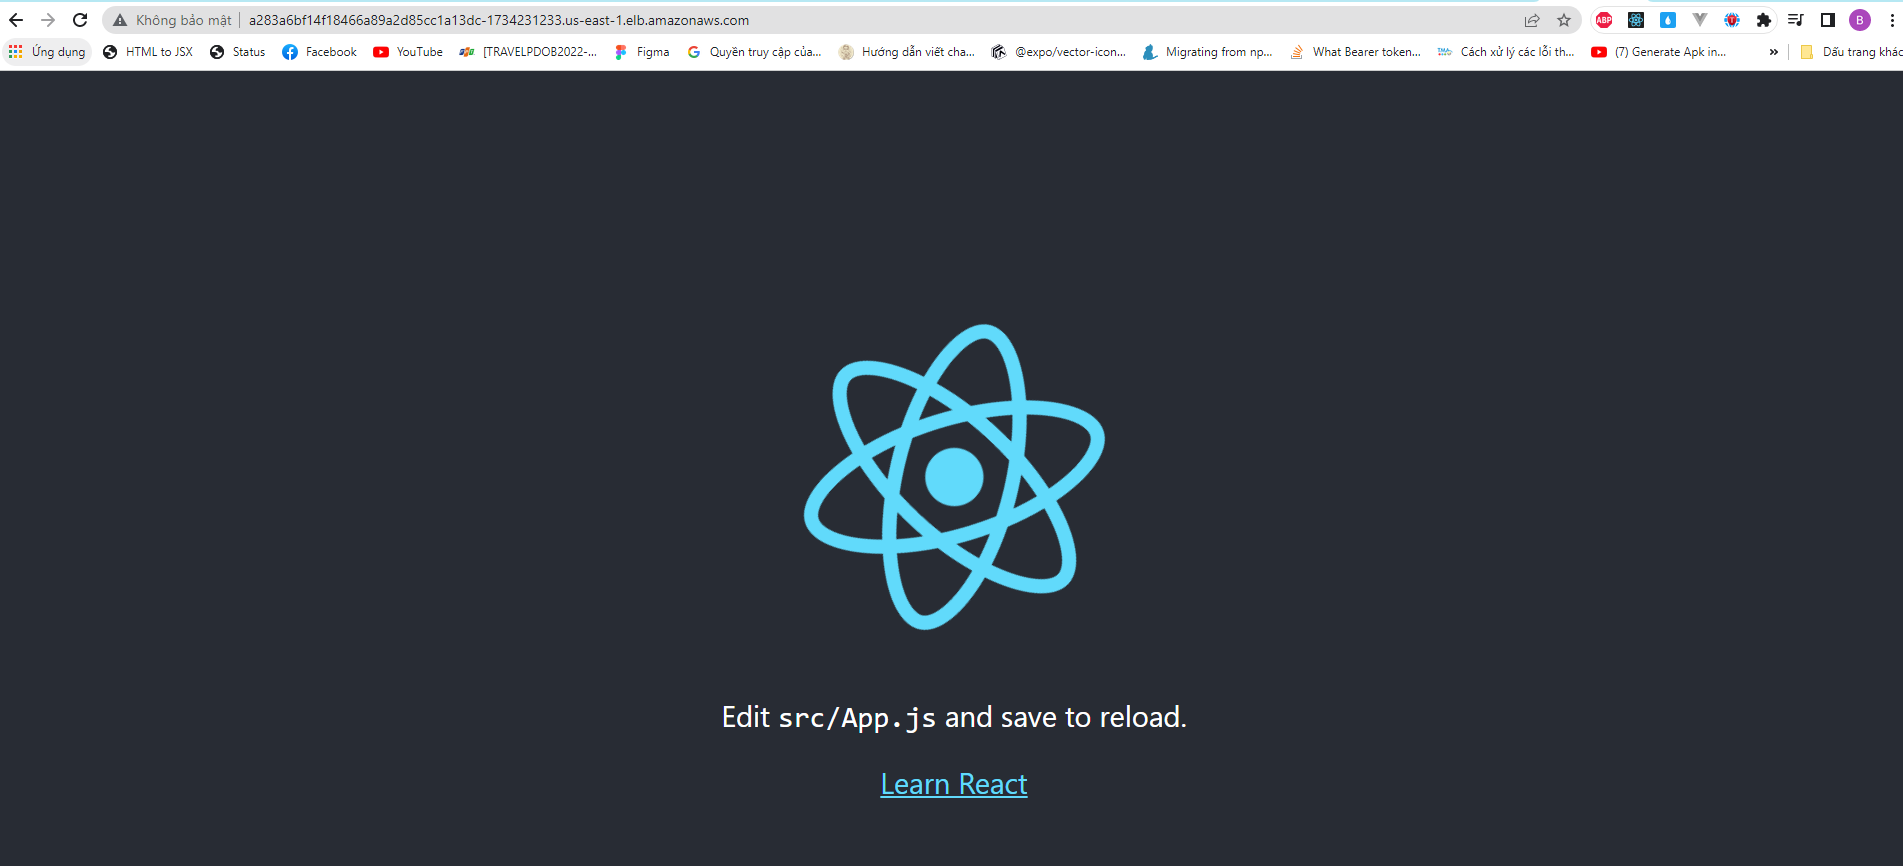 Không bảo mật a283a6bf14f18466a89a2d85cc1a13dc-1734231233.us-east-1.elb.amazonaws.com ABP B
Ứng dụng HTML to JSX Status Facebook YouTube [TRAVELPDOB2022-... Figma Quyền truy cập của... Hướng dẫn viết cha... @expo/vector-icon... Migrating from np... What Bearer token... Cách xử lý các lỗi th... (7) Generate Apk in... » Dấu trang khác
Edit src/App.js and save to reload.
Learn React